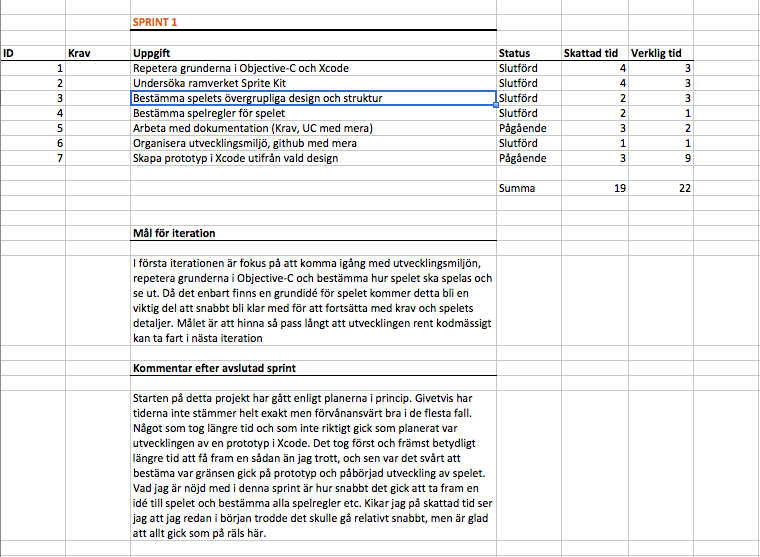 SPRINT 1
ID Krav Uppgift Status Skattad tid Verklig tid
1 Repetera grunderna i Objective-C och Xcode Slutförd 4 3
2 Undersöka ramverket Sprite Kit Slutförd 4 3
3 Bestämma spelets övergrupliga design och struktur Slutförd 2 3
4 Bestämma spelregler för spelet Slutförd 2 1
5 Arbeta med dokumentation (Krav, UC med mera) Pågående 3 2
6 Organisera utvecklingsmiljö, github med mera Slutförd 1 1
7 Skapa prototyp i Xcode utifrån vald design Pågående 3 9
Summa 19 22
Mål för iteration
I första iterationen är fokus på att komma igång med utvecklingsmiljön,
repetera grunderna i Objective-C och bestämma hur spelet ska spelas och
se ut. Då det enbart finns en grundidé för spelet kommer detta bli en
viktig del att snabbt bli klar med för att fortsätta med krav och spelets
detaljer. Målet är att hinna så pass långt att utvecklingen rent kodmässigt
kan ta fart i nästa iteration
Kommentar efter avslutad sprint
Starten på detta projekt har gått enligt planerna i princip. Givetvis har
tiderna inte stämmer helt exakt men förvånansvärt bra i de flesta fall.
Något som tog längre tid och som inte riktigt gick som planerat var
utvecklingen av en prototyp i Xcode. Det tog först och främst betydligt
längre tid att få fram en sådan än jag trott, och sen var det svårt att
bestäma var gränsen gick på prototyp och påbörjad utveckling av spelet.
Vad jag är nöjd med i denna sprint är hur snabbt det gick att ta fram en
idé till spelet och bestämma alla spelregler etc. Kikar jag på skattad tid ser
jag att jag redan i början trodde det skulle gå relativt snabbt, men är glad
att allt gick som på räls här.